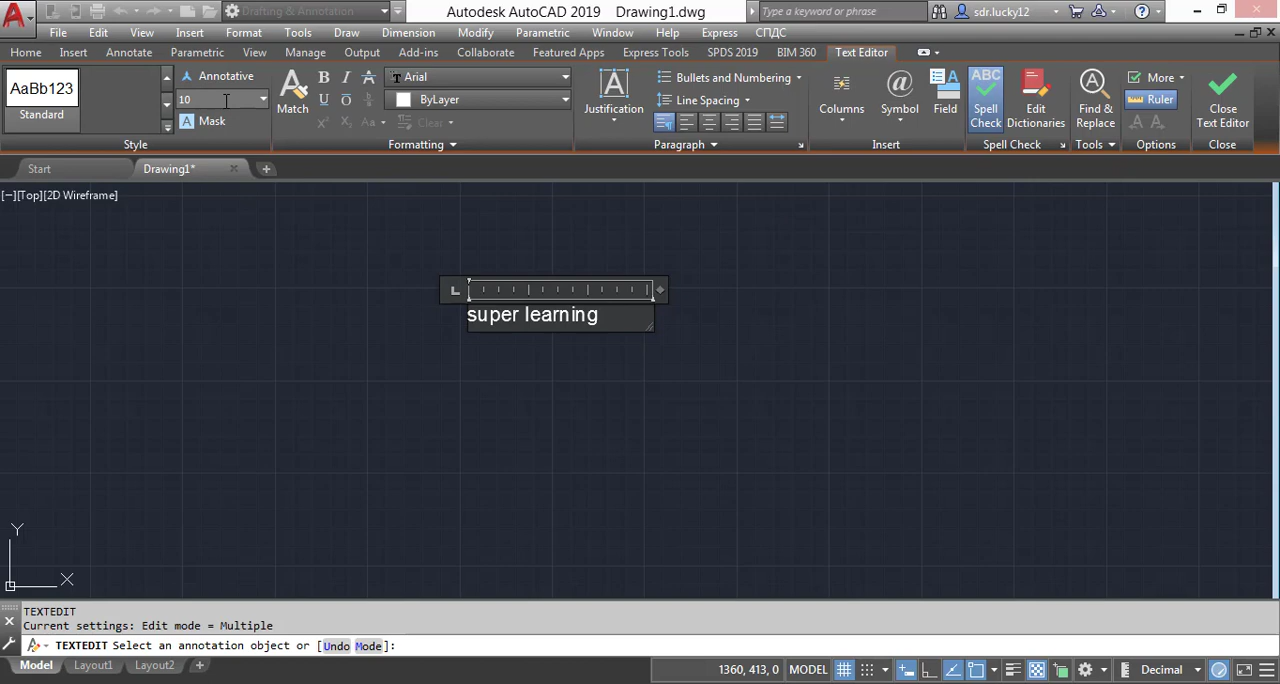 Autodesk AutoCAD 2019 Drawing1.dwg
Drafting & Annotation
Type a keyword or phrase
sdr.lucky12
File Edit View Insert Format Tools Draw Dimension Modify Parametric Window Help Express СПДС
Home Insert Annotate Parametric View Manage Output Add-ins Collaborate Featured Apps Express Tools SPDS 2019 BIM 360 Text Editor
AaBb123
Standard
Annotative
10
Mask
Style
Match
Arial
ByLayer
Clear
Formatting
Justification
Bullets and Numbering
Line Spacing
Paragraph
Columns
Symbol
Field
Insert
ABC
Spell
Check
Edit
Dictionaries
Spell Check
Find &
Replace
Tools
More
Ruler
Options
Close
Text Editor
Close
Start
Drawing1*
[−][Top][2D Wireframe]
super learning
Y
X
TEXTEDIT
Current settings: Edit mode = Multiple
TEXTEDIT Select an annotation object or [Undo Mode]:
Model Layout1 Layout2
1360, 413, 0 MODEL
Decimal